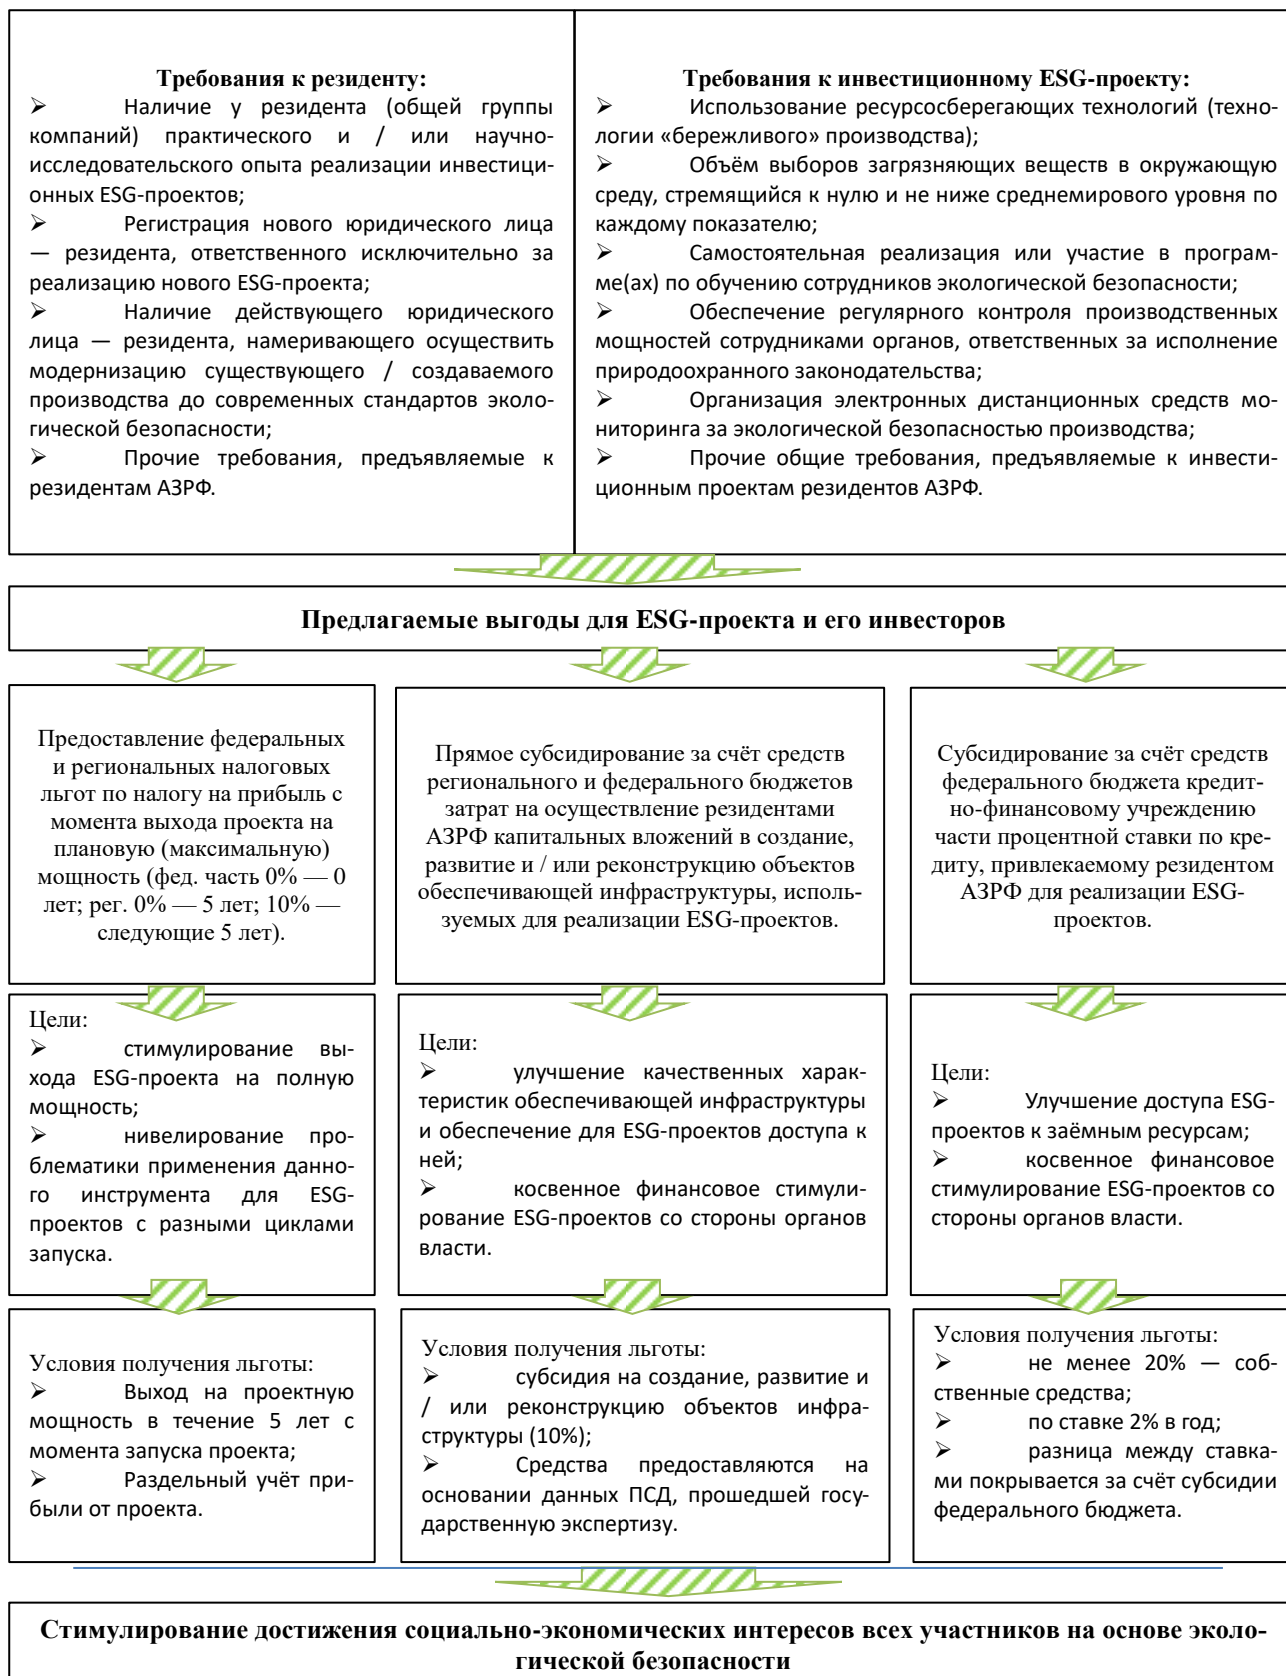 Требования к резиденту:
➢ Наличие у резидента (общей группы
компаний) практического и / или научно-
исследовательского опыта реализации инвестици-
онных ESG-проектов;
➢ Регистрация нового юридического лица
— резидента, ответственного исключительно за
реализацию нового ESG-проекта;
➢ Наличие действующего юридического
лица — резидента, намеривающего осуществить
модернизацию существующего / создаваемого
производства до современных стандартов эколо-
гической безопасности;
➢ Прочие требования, предъявляемые к
резидентам АЗРФ.
Требования к инвестиционному ESG-проекту:
➢ Использование ресурсосберегающих технологий (техно-
логии «бережливого» производства);
➢ Объём выборов загрязняющих веществ в окружающую
среду, стремящийся к нулю и не ниже среднемирового уровня по
каждому показателю;
➢ Самостоятельная реализация или участие в програм-
ме(ах) по обучению сотрудников экологической безопасности;
➢ Обеспечение регулярного контроля производственных
мощностей сотрудниками органов, ответственных за исполнение
природоохранного законодательства;
➢ Организация электронных дистанционных средств мо-
ниторинга за экологической безопасностью производства;
➢ Прочие общие требования, предъявляемые к инвести-
ционным проектам резидентов АЗРФ.
Предлагаемые выгоды для ESG-проекта и его инвесторов
Предоставление федеральных
и региональных налоговых
льгот по налогу на прибыль с
момента выхода проекта на
плановую (максимальную)
мощность (фед. часть 0% — 0
лет; рег. 0% — 5 лет; 10% —
следующие 5 лет).
Прямое субсидирование за счёт средств
регионального и федерального бюджетов
затрат на осуществление резидентами
АЗРФ капитальных вложений в создание,
развитие и / или реконструкцию объектов
обеспечивающей инфраструктуры, исполь-
зуемых для реализации ESG-проектов.
Субсидирование за счёт средств
федерального бюджета кредит-
но-финансовому учреждению
части процентной ставки по кре-
диту, привлекаемому резидентом
АЗРФ для реализации ESG-
проектов.
Цели:
➢ стимулирование вы-
хода ESG-проекта на полную
мощность;
➢ нивелирование про-
блематики применения данно-
го инструмента для ESG-
проектов с разными циклами
запуска.
Цели:
➢ улучшение качественных харак-
теристик обеспечивающей инфраструктуры
и обеспечение для ESG-проектов доступа к
ней;
➢ косвенное финансовое стимули-
рование ESG-проектов со стороны органов
власти.
Цели:
➢ Улучшение доступа ESG-
проектов к заёмным ресурсам;
➢ косвенное финансовое
стимулирование ESG-проектов со
стороны органов власти.
Условия получения льготы:
➢ Выход на проектную
мощность в течение 5 лет с
момента запуска проекта;
➢ Раздельный учёт при-
были от проекта.
Условия получения льготы:
➢ субсидия на создание, развитие и
/ или реконструкцию объектов инфра-
структуры (10%);
➢ Средства предоставляются на
основании данных ПСД, прошедшей госу-
дарственную экспертизу.
Условия получения льготы:
➢ не менее 20% — соб-
ственные средства;
➢ по ставке 2% в год;
➢ разница между ставка-
ми покрывается за счёт субсидии
федерального бюджета.
Стимулирование достижения социально-экономических интересов всех участников на основе эколо-
гической безопасности